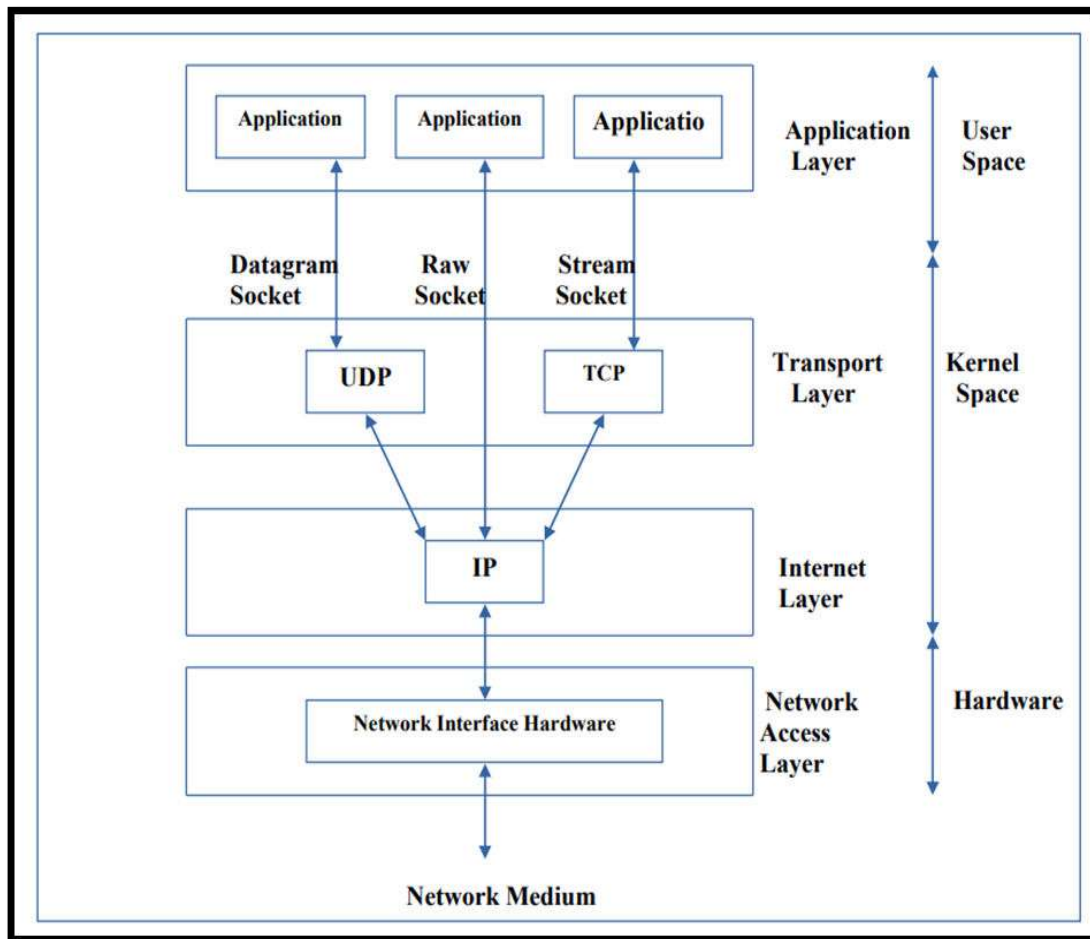 Application
Application
Applicatio
Application
Layer
User
Space
Datagram
Socket
Raw
Socket
Stream
Socket
UDP
TCP
Transport
Layer
Kernel
Space
IP
Internet
Layer
Network Interface Hardware
Network
Access
Layer
Hardware
Network Medium